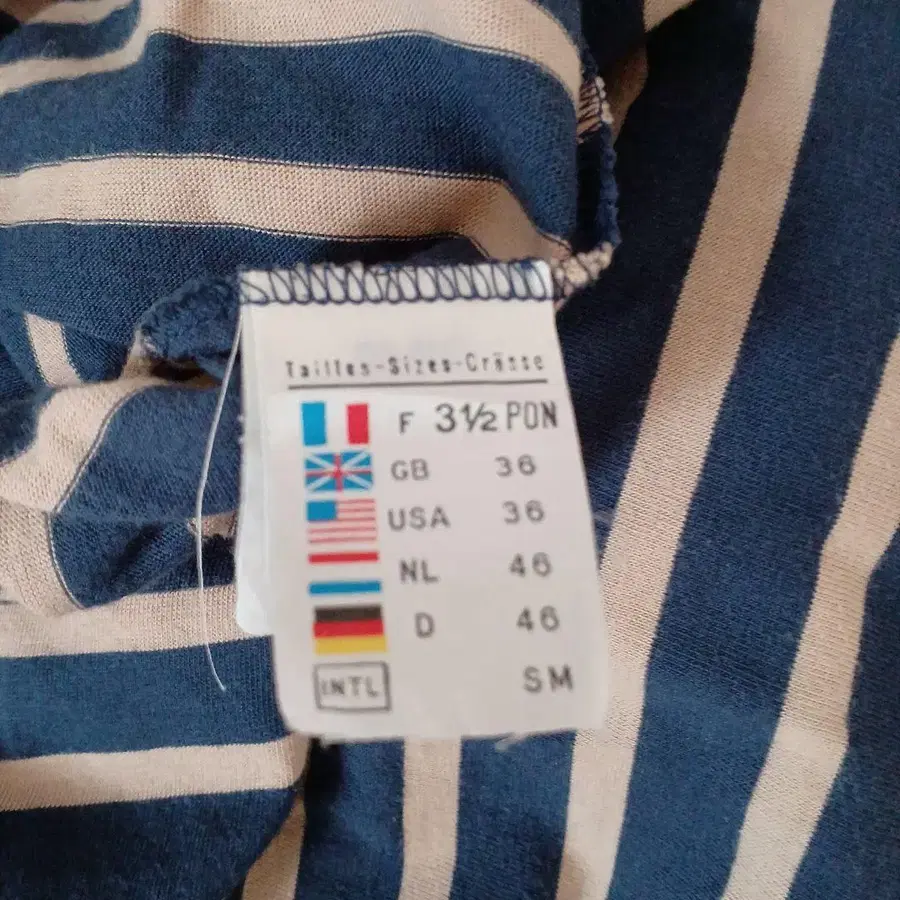 Tailles-Sizes-Grösse
F 3½ PON
GB 36
USA 36
NL 46
D 46
INTL SM